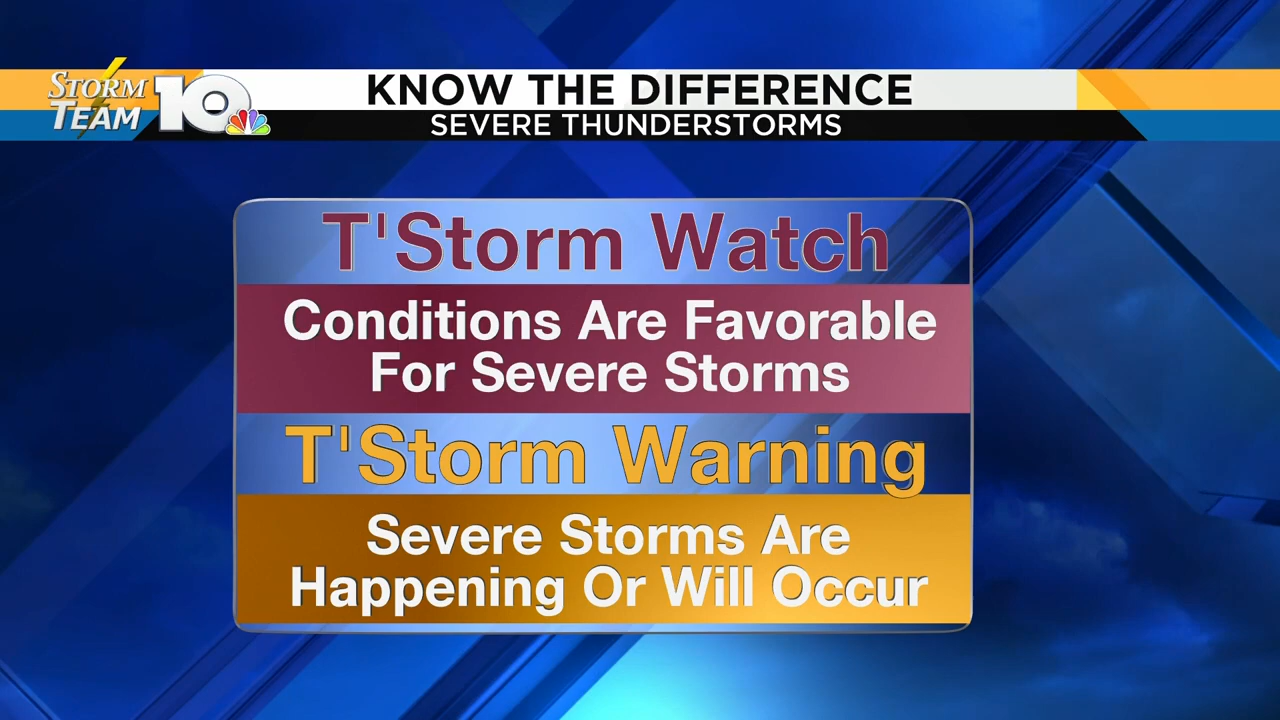 STORM
TEAM
10
KNOW THE DIFFERENCE
SEVERE THUNDERSTORMS
T'Storm Watch
Conditions Are Favorable
For Severe Storms
T'Storm Warning
Severe Storms Are
Happening Or Will Occur